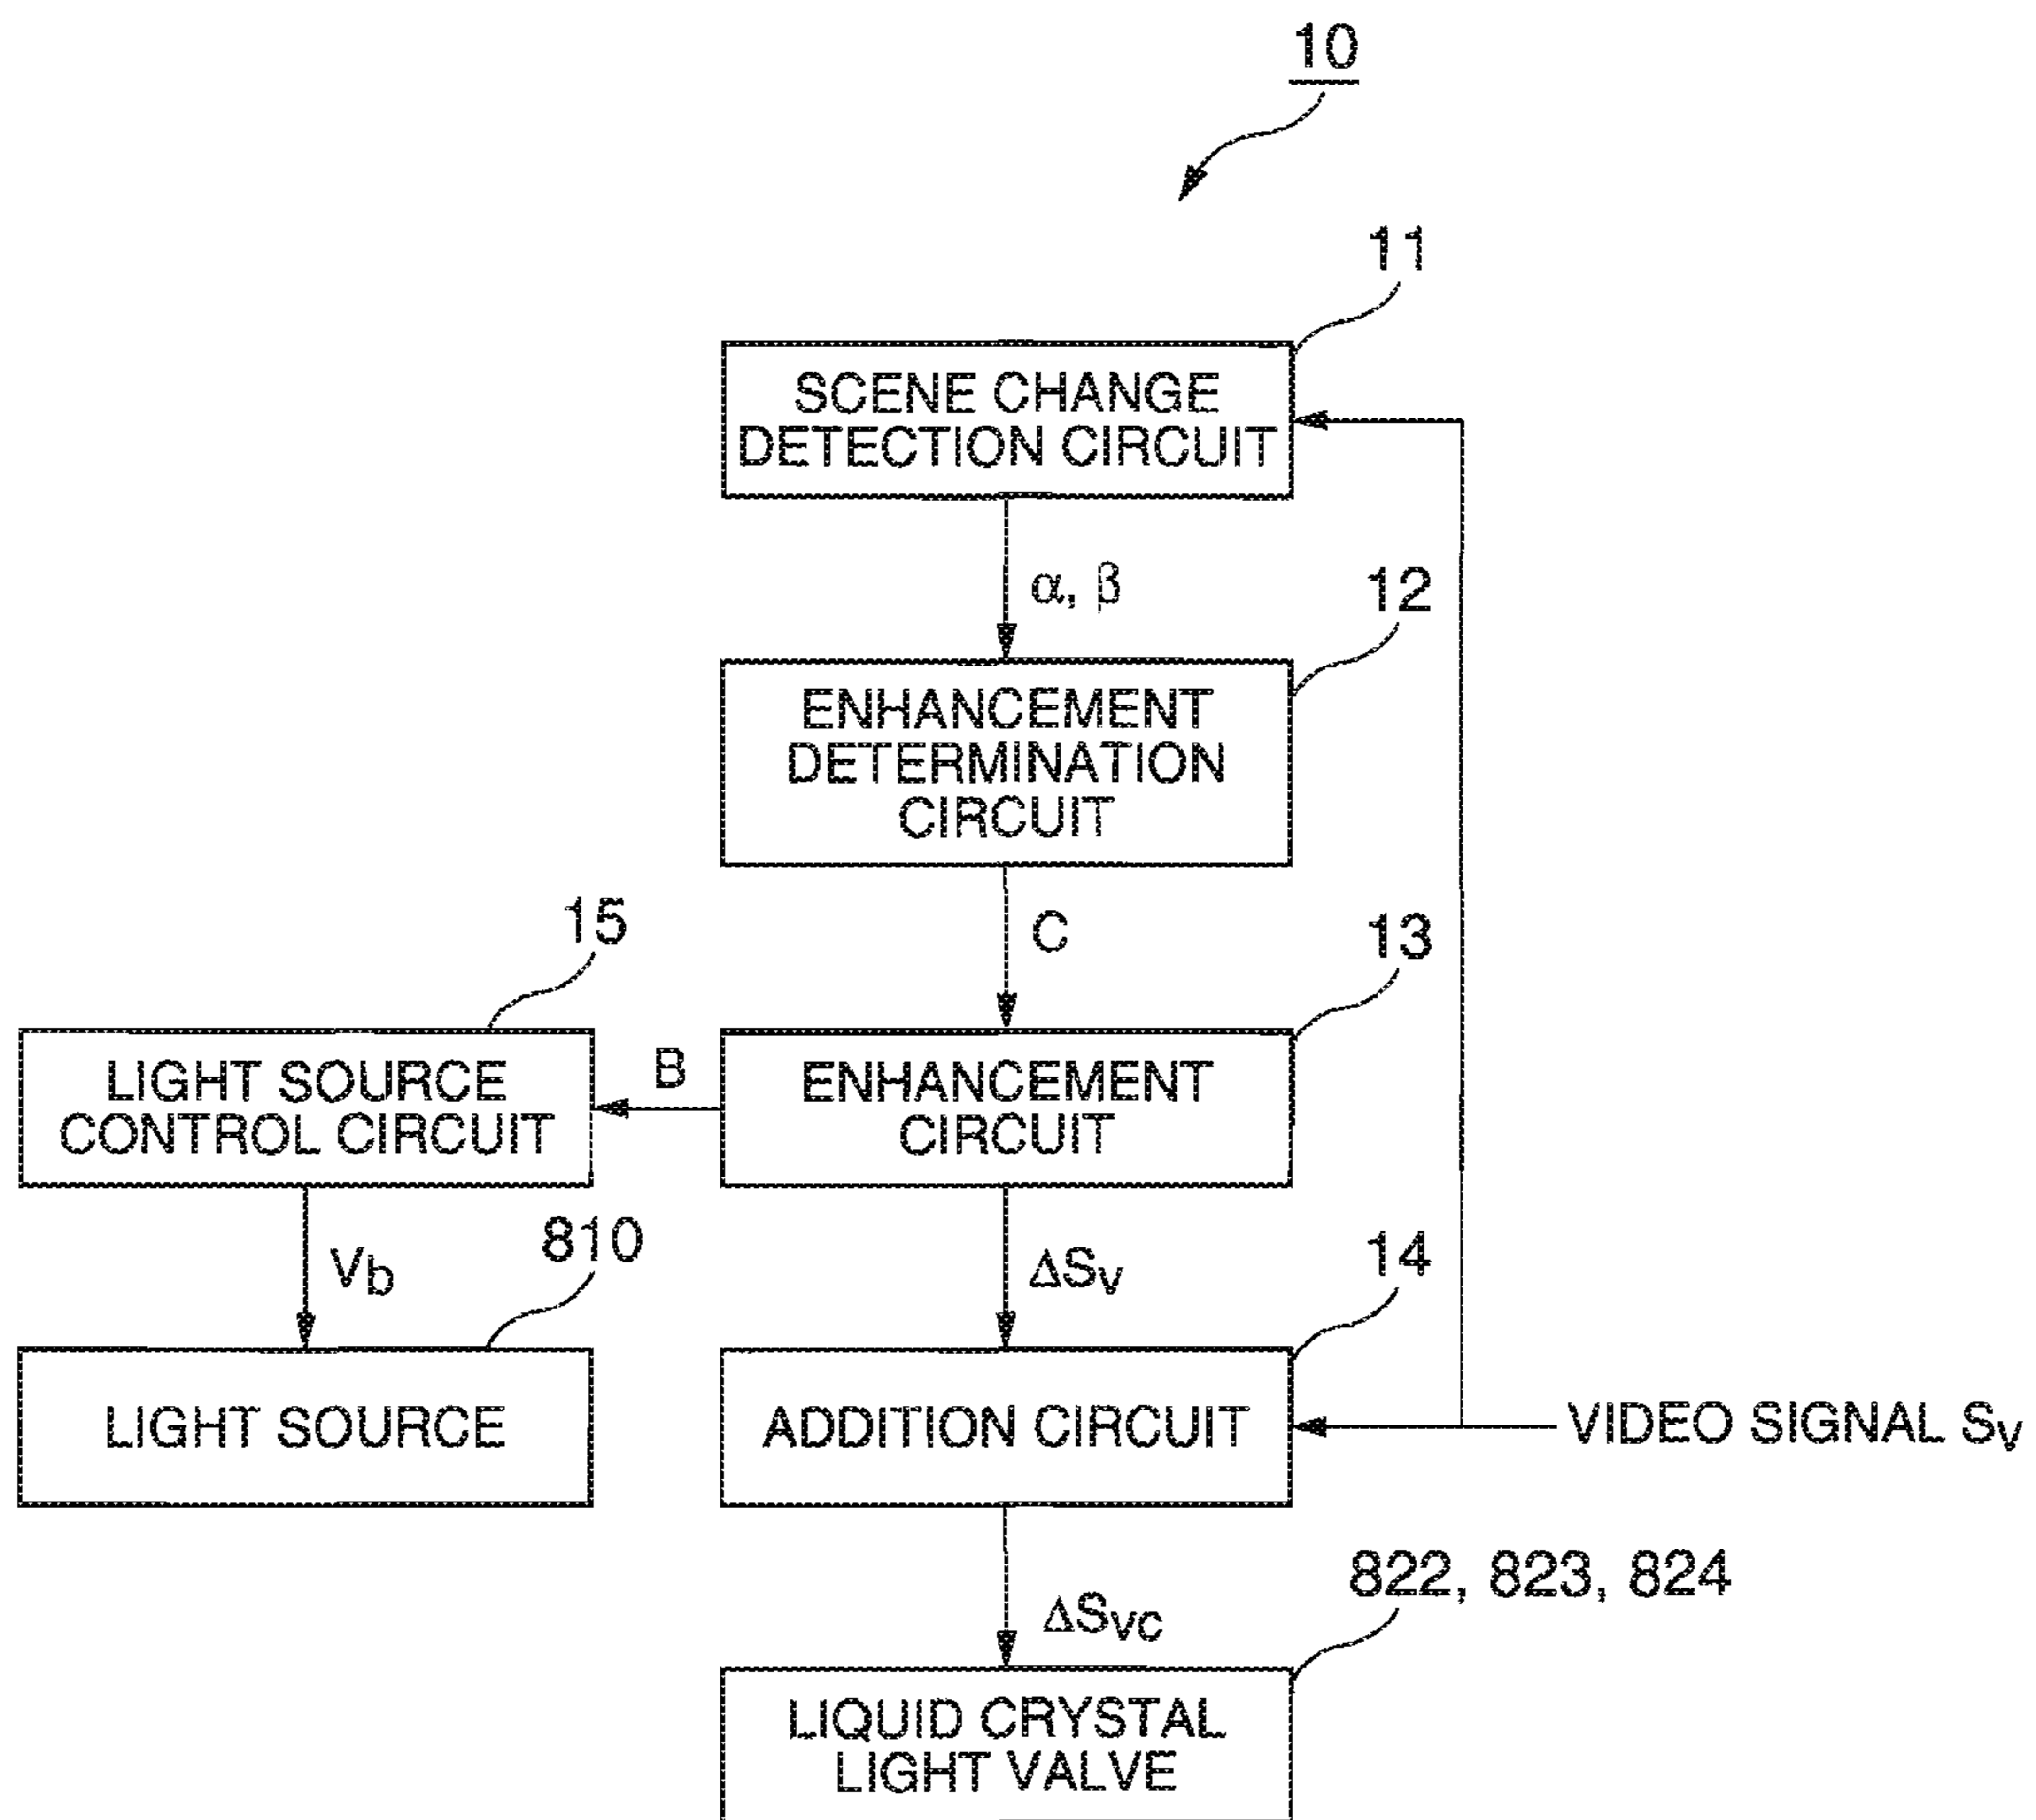 10
11
SCENE CHANGE
DETECTION CIRCUIT
α, β
12
ENHANCEMENT
DETERMINATION
CIRCUIT
C
15
13
LIGHT SOURCE
CONTROL CIRCUIT
B
ENHANCEMENT
CIRCUIT
Vb
810
ΔSv
14
LIGHT SOURCE
ADDITION CIRCUIT
VIDEO SIGNAL Sv
ΔSvc
822, 823, 824
LIQUID CRYSTAL
LIGHT VALVE